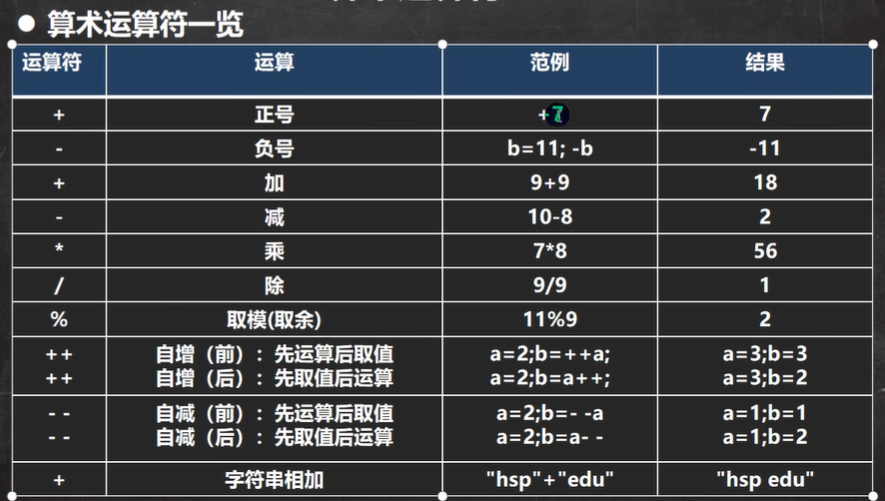 ● 算术运算符一览
运算符 运算 范例 结果
+ 正号 +7 7
- 负号 b=11; -b -11
+ 加 9+9 18
- 减 10-8 2
* 乘 7*8 56
/ 除 9/9 1
% 取模(取余) 11%9 2
++ 自增（前）：先运算后取值 a=2;b=++a; a=3;b=3
++ 自增（后）：先取值后运算 a=2;b=a++; a=3;b=2
- - 自减（前）：先运算后取值 a=2;b=- -a a=1;b=1
- - 自减（后）：先取值后运算 a=2;b=a- - a=1;b=2
+ 字符串相加 "hsp"+"edu" "hsp edu"